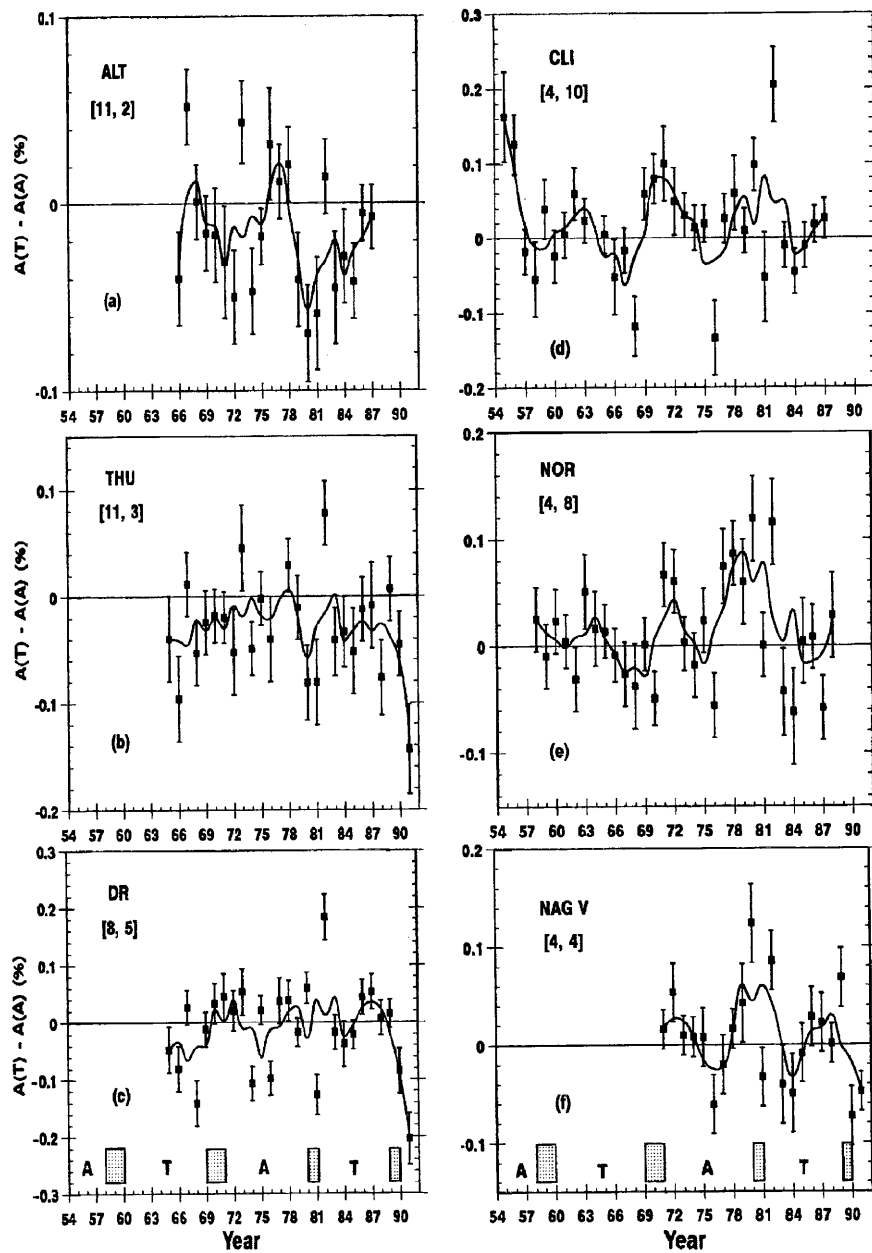 ALT
[11, 2]
(a)
A(T) - A(A) (%)
0.1
0
-0.1
54 57 60 63 66 69 72 75 78 81 84 87 90
CLI
[4, 10]
(d)
0.3
0.2
0.1
0
-0.1
-0.2
54 57 60 63 66 69 72 75 78 81 84 87 90
THU
[11, 3]
(b)
A(T) - A(A) (%)
0.1
0
-0.1
-0.2
54 57 60 63 66 69 72 75 78 81 84 87 90
NOR
[4, 8]
(e)
0.2
0.1
0
-0.1
54 57 60 63 66 69 72 75 78 81 84 87 90
DR
[8, 5]
(c)
A(T) - A(A) (%)
0.3
0.2
0.1
0
-0.1
-0.2
-0.3
A T A T
54 57 60 63 66 69 72 75 78 81 84 87 90
Year
NAG V
[4, 4]
(f)
0.2
0.1
0
-0.1
A T A T
54 57 60 63 66 69 72 75 78 81 84 87 90
Year